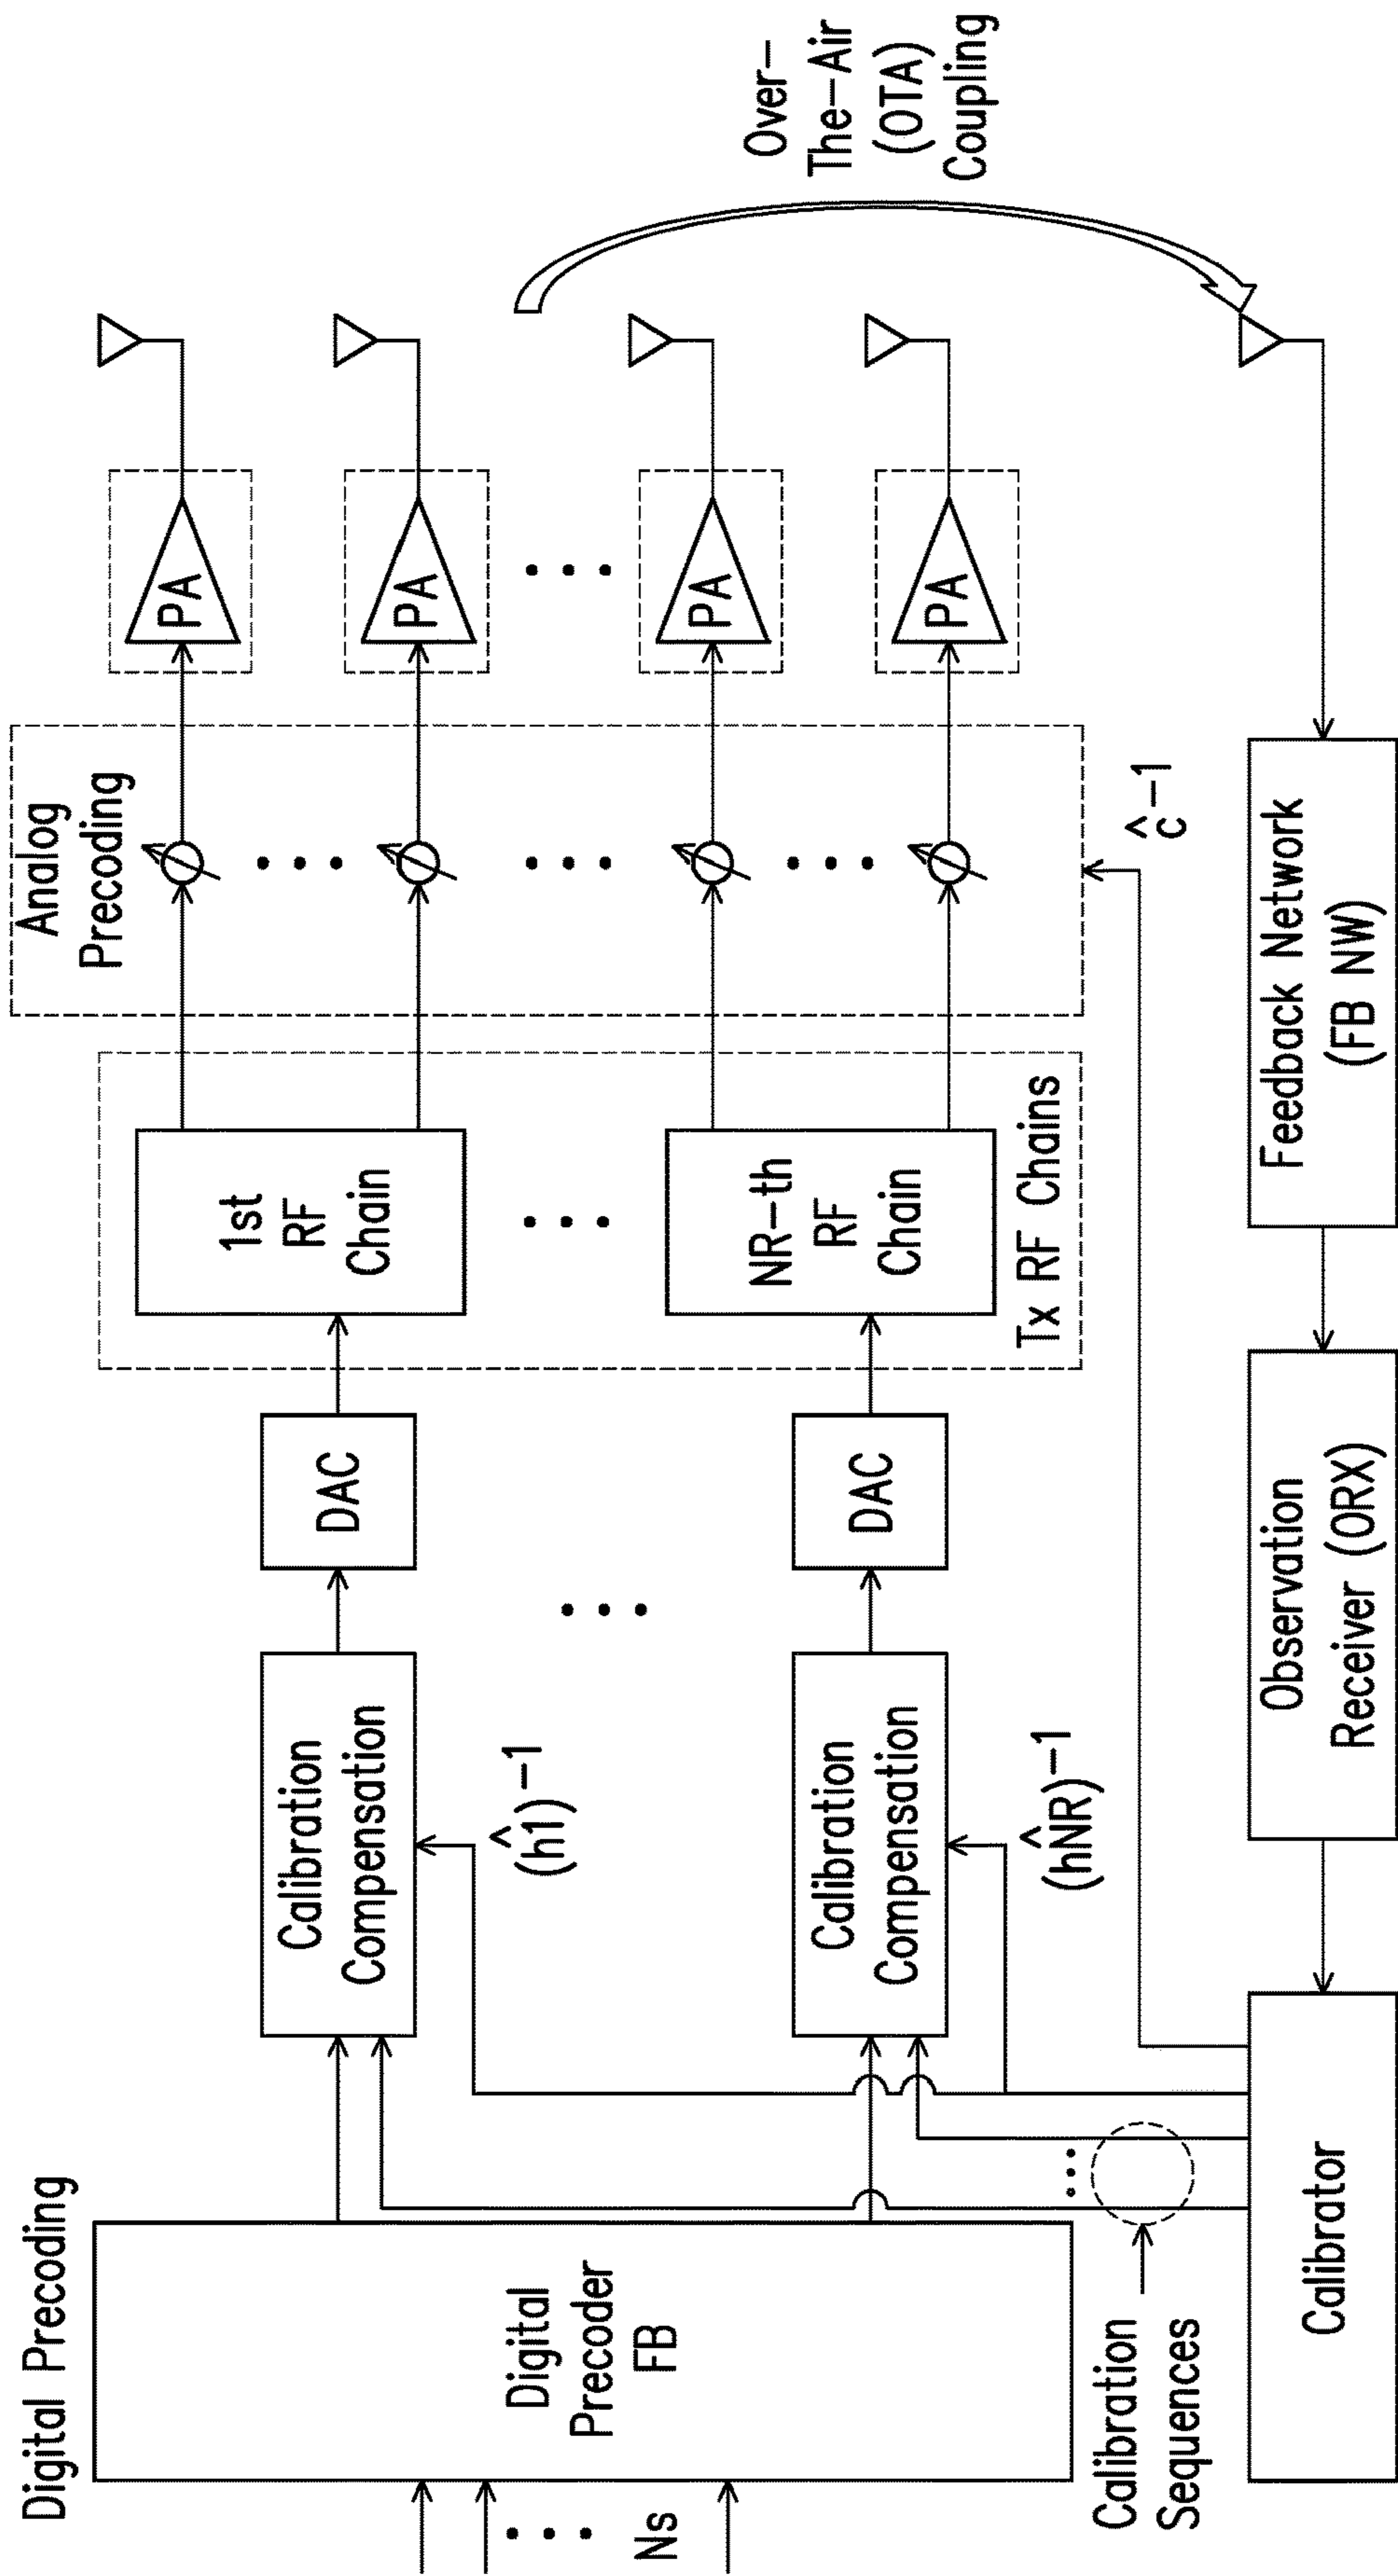 Digital Precoding
Ns
Digital
Precoder
FB
Calibration
Compensation
(ĥ1)⁻¹
DAC
1st
RF
Chain
Calibration
Compensation
(ĥNR)⁻¹
DAC
NR-th
RF
Chain
Tx RF Chains
Analog
Precoding
PA
PA
PA
PA
Over-
The-Air
(OTA)
Coupling
ĉ⁻¹
Calibration
Sequences
Calibrator
Observation
Receiver (ORX)
Feedback Network
(FB NW)